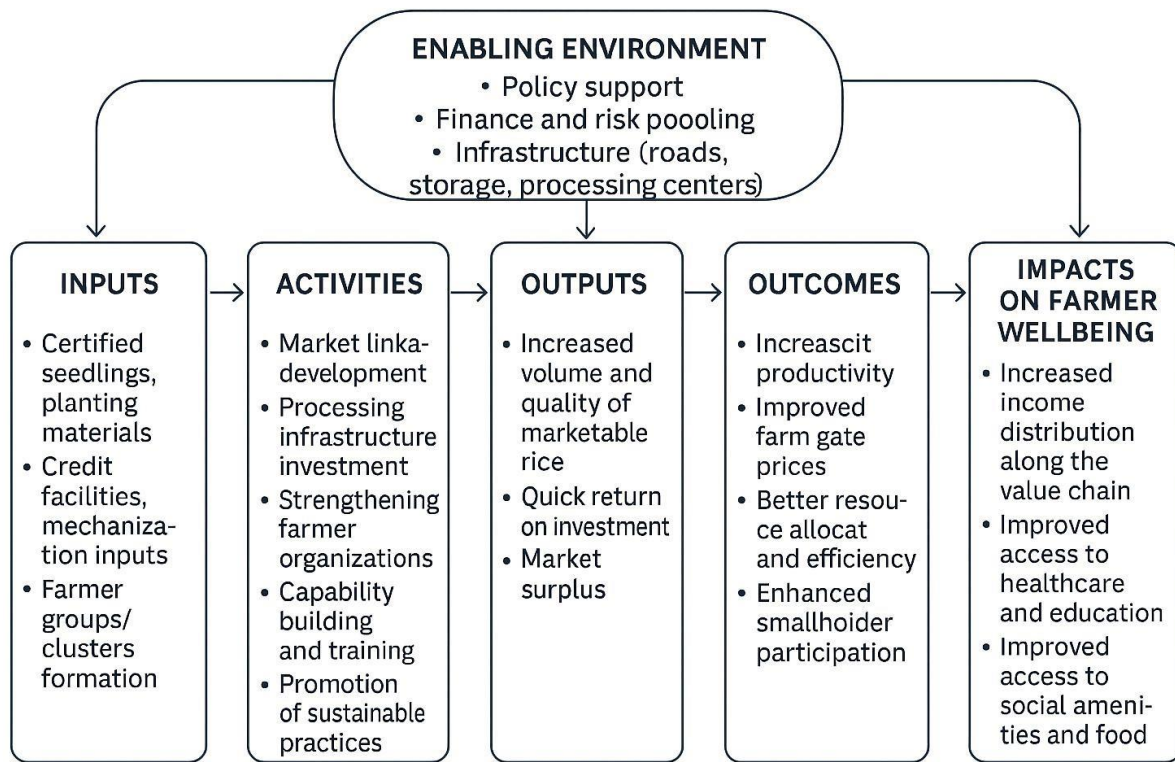 ENABLING ENVIRONMENT
• Policy support
• Finance and risk poooling
• Infrastructure (roads,
storage, processing centers)
INPUTS
• Certified
seedlings,
planting
materials
• Credit
facilities,
mechaniza-
tion inputs
• Farmer
groups/
clusters
formation
ACTIVITIES
• Market linka-
development
• Processing
infrastructure
investment
• Strengthening
farmer
organizations
• Capability
building
and training
• Promotion
of sustainable
practices
OUTPUTS
• Increased
volume and
quality of
marketable
rice
• Quick return
on investment
• Market
surplus
OUTCOMES
• Increascit
productivity
• Improved
farm gate
prices
• Better resou-
ce allocat
and efficiency
• Enhanced
smallhoider
participation
IMPACTS
ON FARMER
WELLBEING
• Increased
income
distribution
along the
value chain
• Improved
access to
healthcare
and education
• Improved
access to
social ameni-
ties and food